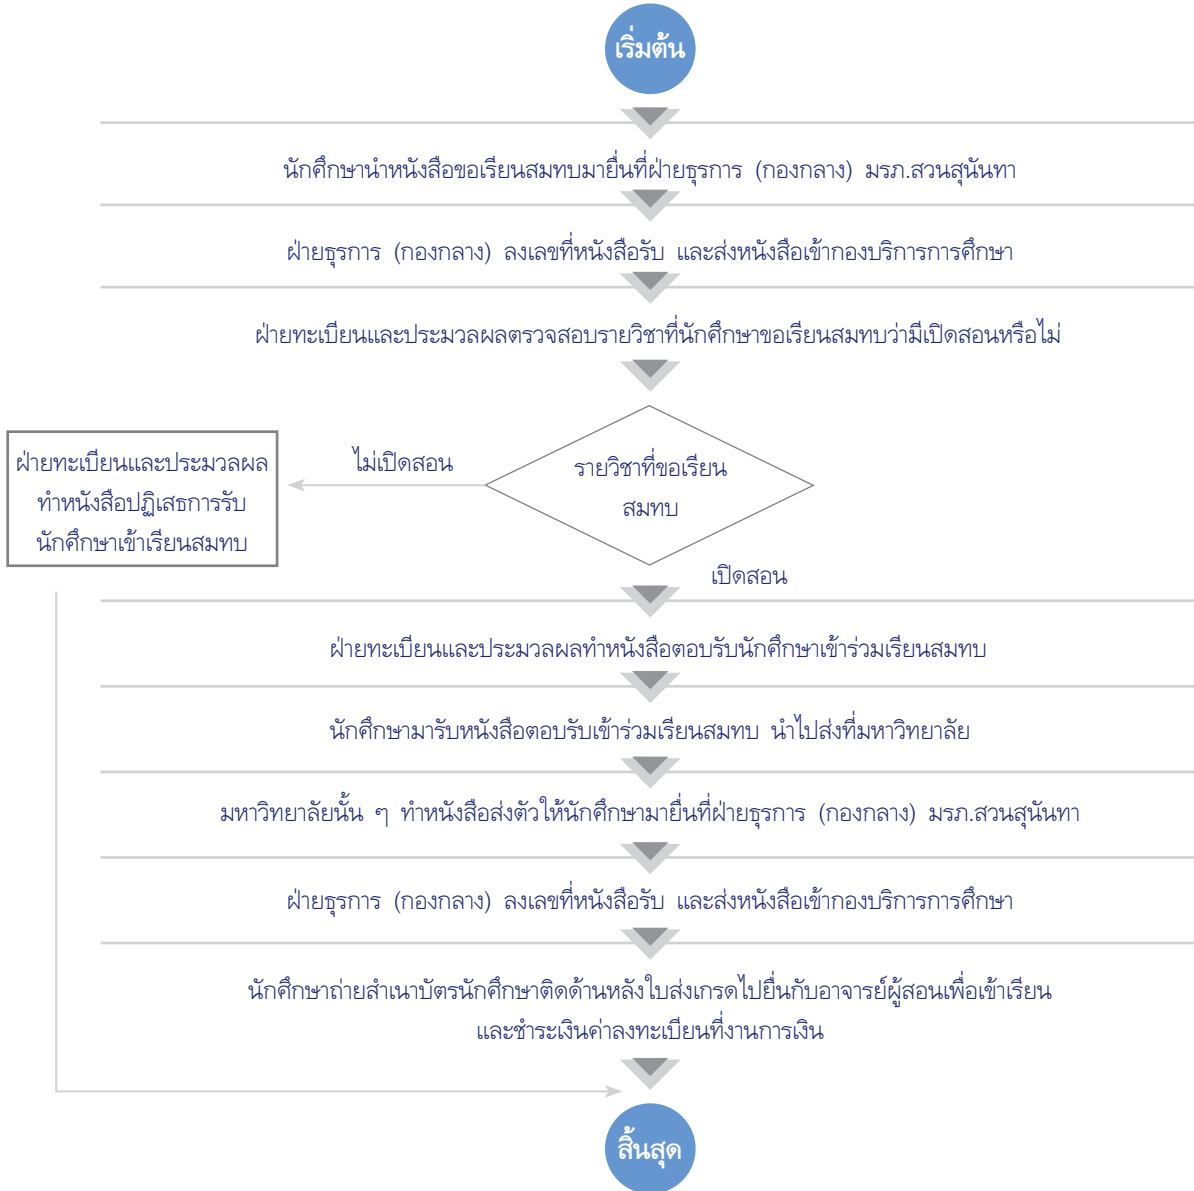 เริ่มต้น
นักศึกษานำหนังสือขอเรียนสมทบมายื่นที่ฝ่ายธุรการ (กองกลาง) มรภ.สวนสุนันทา
ฝ่ายธุรการ (กองกลาง) ลงเลขที่หนังสือรับ และส่งหนังสือเข้ากองบริการการศึกษา
ฝ่ายทะเบียนและประมวลผลตรวจสอบรายวิชาที่นักศึกษาขอเรียนสมทบว่ามีเปิดสอนหรือไม่
รายวิชาที่ขอเรียน
สมทบ
ไม่เปิดสอน
ฝ่ายทะเบียนและประมวลผล
ทำหนังสือปฏิเสธการรับ
นักศึกษาเข้าเรียนสมทบ
เปิดสอน
ฝ่ายทะเบียนและประมวลผลทำหนังสือตอบรับนักศึกษาเข้าร่วมเรียนสมทบ
นักศึกษามารับหนังสือตอบรับเข้าร่วมเรียนสมทบ นำไปส่งที่มหาวิทยาลัย
มหาวิทยาลัยนั้น ๆ ทำหนังสือส่งตัวให้นักศึกษามายื่นที่ฝ่ายธุรการ (กองกลาง) มรภ.สวนสุนันทา
ฝ่ายธุรการ (กองกลาง) ลงเลขที่หนังสือรับ และส่งหนังสือเข้ากองบริการการศึกษา
นักศึกษาถ่ายสำเนาบัตรนักศึกษาติดด้านหลังใบส่งเกรดไปยื่นกับอาจารย์ผู้สอนเพื่อเข้าเรียน
และชำระเงินค่าลงทะเบียนที่งานการเงิน
สิ้นสุด